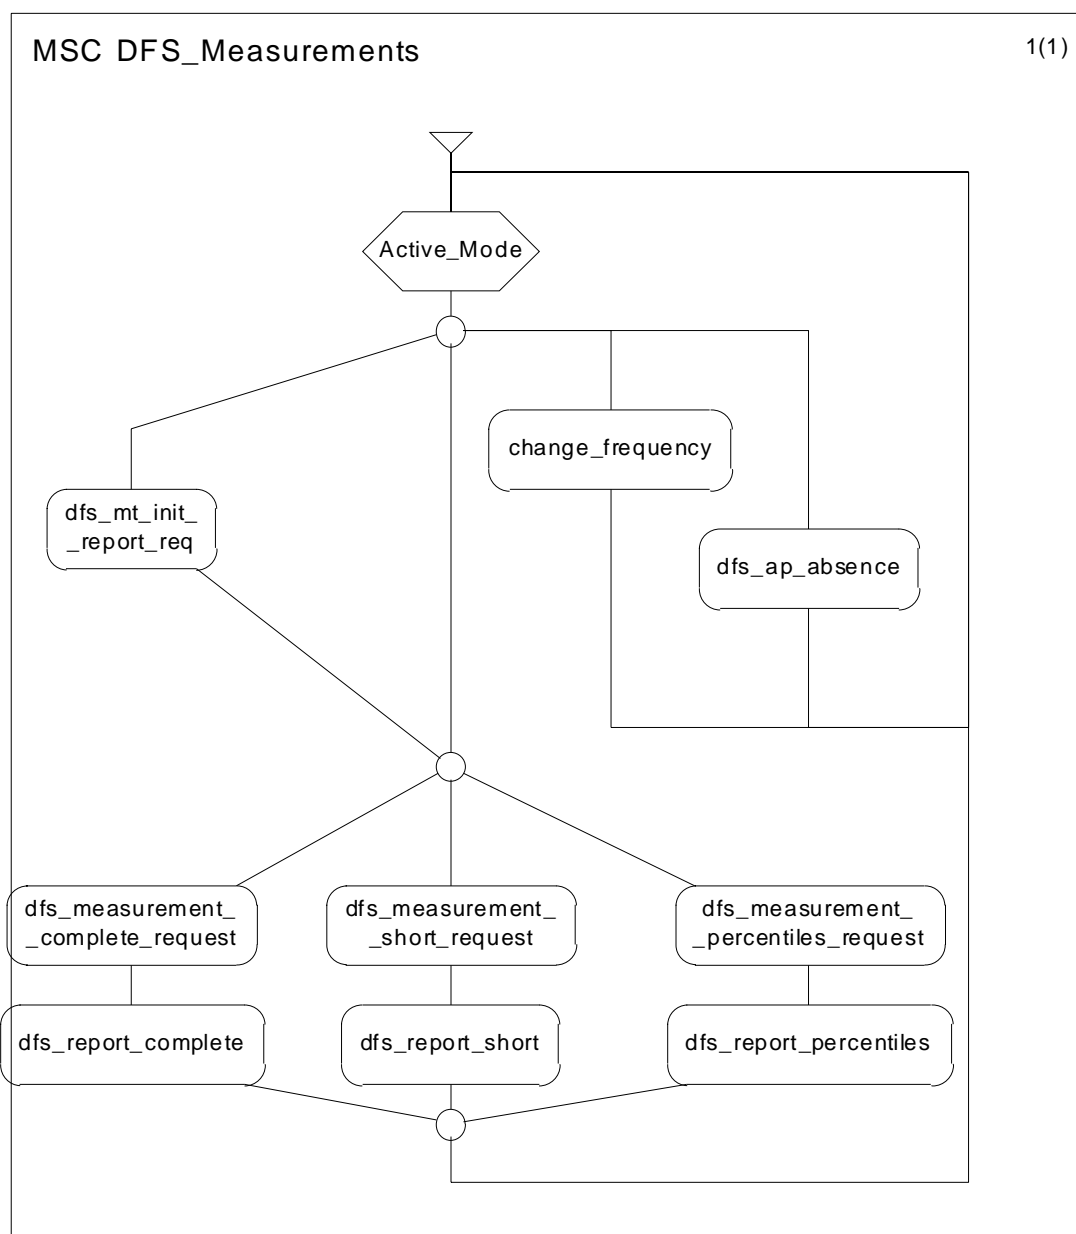 MSC DFS_Measurements
1(1)
Active_Mode
change_frequency
dfs_mt_init_
_report_req
dfs_ap_absence
dfs_measurement_
_complete_request
dfs_measurement_
_short_request
dfs_measurement_
_percentiles_request
dfs_report_complete
dfs_report_short
dfs_report_percentiles